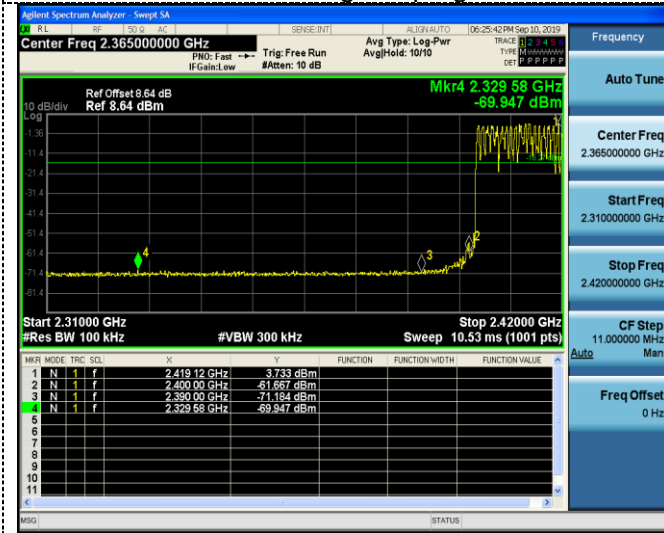 Agilent Spectrum Analyzer - Swept SA
RL RF 50 Ω AC SENSE:INT ALIGN AUTO 06:25:42 PM Sep 10, 2019
Center Freq 2.365000000 GHz
PNO: Fast
IFGain:Low
Trig: Free Run
#Atten: 10 dB
Avg Type: Log-Pwr
Avg|Hold: 10/10
TRACE 1 2 3 4 5 6
TYPE M
DET P P P P P P
Frequency
Auto Tune
Center Freq
2.365000000 GHz
Start Freq
2.310000000 GHz
Stop Freq
2.420000000 GHz
CF Step
11.000000 MHz
Auto Man
Freq Offset
0 Hz
Mkr4 2.329 58 GHz
-69.947 dBm
Ref Offset 8.64 dB
Ref 8.64 dBm
10 dB/div
Log
-1.36
-11.4
-21.4
-31.4
-41.4
-51.4
-61.4
-71.4
-81.4
4
3
2
Start 2.31000 GHz
Stop 2.42000 GHz
#Res BW 100 kHz
#VBW 300 kHz
Sweep 10.53 ms (1001 pts)
MKR MODE TRC SCL X Y FUNCTION FUNCTION WIDTH FUNCTION VALUE
1 N 1 f 2.419 12 GHz 3.733 dBm
2 N 1 f 2.400 00 GHz -61.667 dBm
3 N 1 f 2.390 00 GHz -71.184 dBm
4 N 1 f 2.329 58 GHz -69.947 dBm
5
6
7
8
9
10
11
MSG STATUS